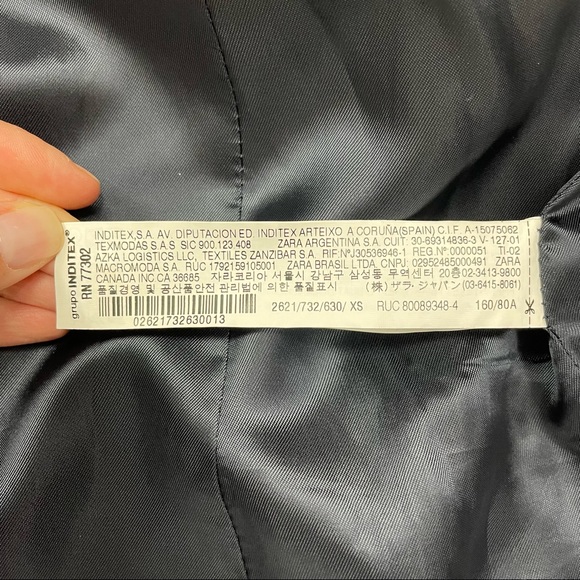 grupo INDITEX®
RN 77302
INDITEX,S.A. AV. DIPUTACION ED. INDITEX ARTEIXO A CORUÑA(SPAIN) C.I.F. A-15075062
TEXMODAS S.A.S SIC 900.123.408 ZARA ARGENTINA S.A. CUIT: 30-69314836-3 V-127-01
AZKA LOGISTICS LLC, TEXTILES ZANZIBAR S.A. RIF.NºJ30536946-1 REG Nº 0000051 TI-02
MACROMODA S.A. RUC 1792159105001 ZARA BRASIL LTDA. CNPJ: 02952485000491 ZARA
CANADA INC CA 36685 자라코리아 서울시 강남구 삼성동 무역센터 20층 02-3413-9800
품질경영 및 공산품안전 관리법에 의한 품질표시 (株) ザラ・ジャパン (03-6415-8061)
2621/732/630/ XS RUC 80089348-4 160/80A
02621732630013